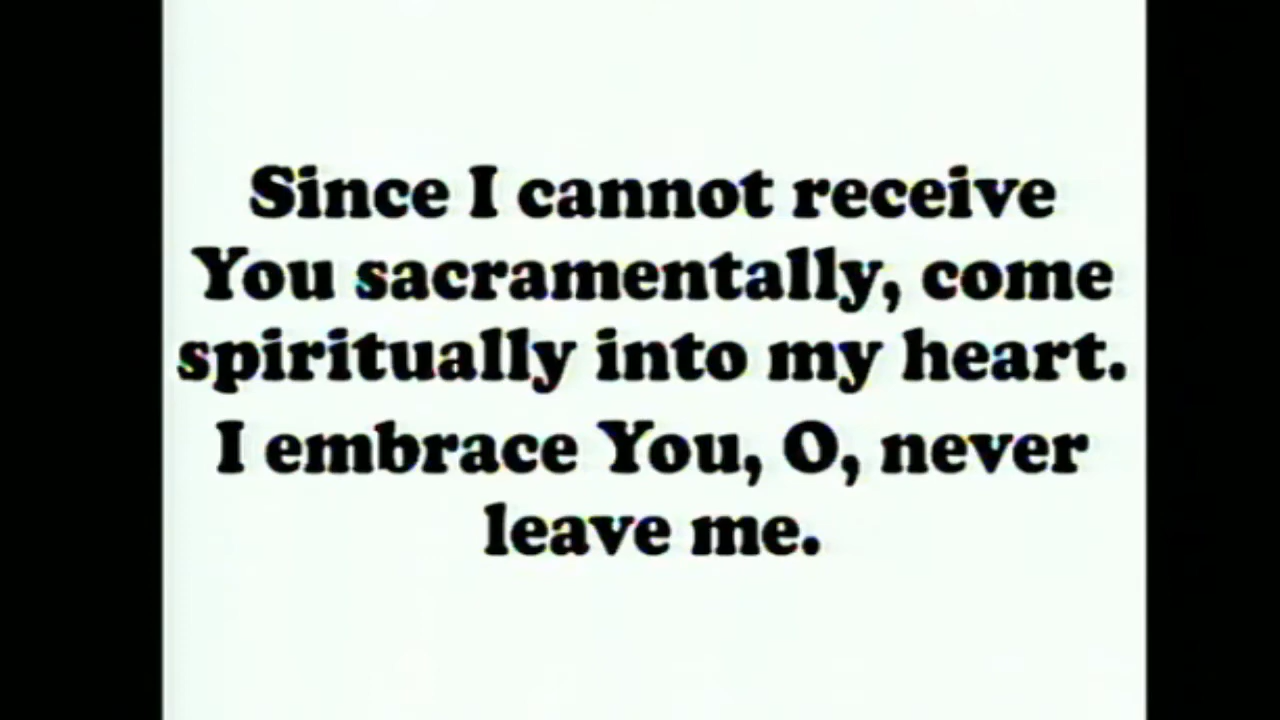 Since I cannot receive
You sacramentally, come
spiritually into my heart.
I embrace You, O, never
leave me.